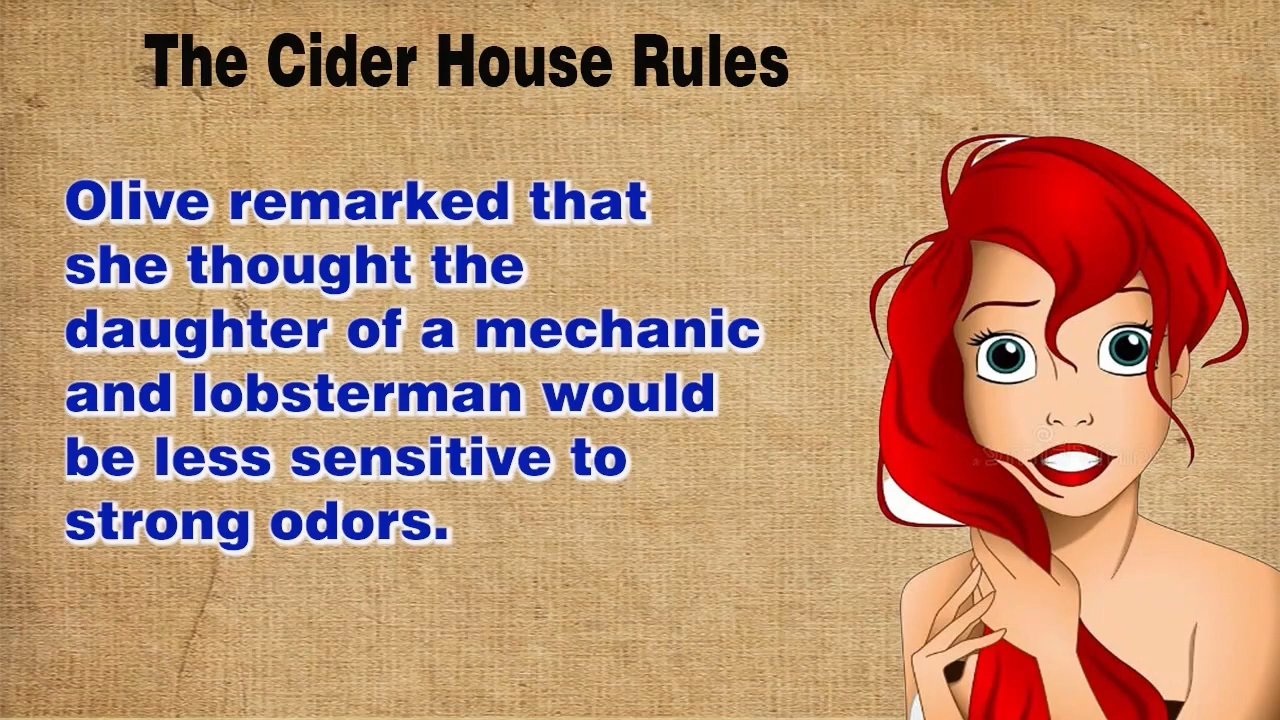 The Cider House Rules
Olive remarked that
she thought the
daughter of a mechanic
and lobsterman would
be less sensitive to
strong odors.